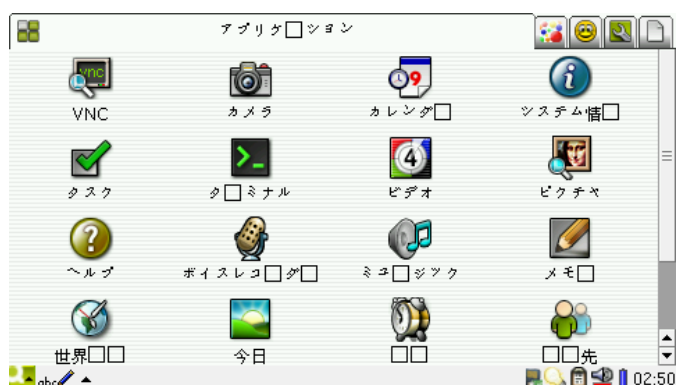 アプリケ□ション
VNC
カメラ
カレンダ□
システム情□
タスク
タ□ミナル
ビデオ
ピクチャ
ヘルプ
ボイスレコ□ダ□
ミュ□ジック
メモ□
世界□□
今日
□□
□□先
abc
02:50